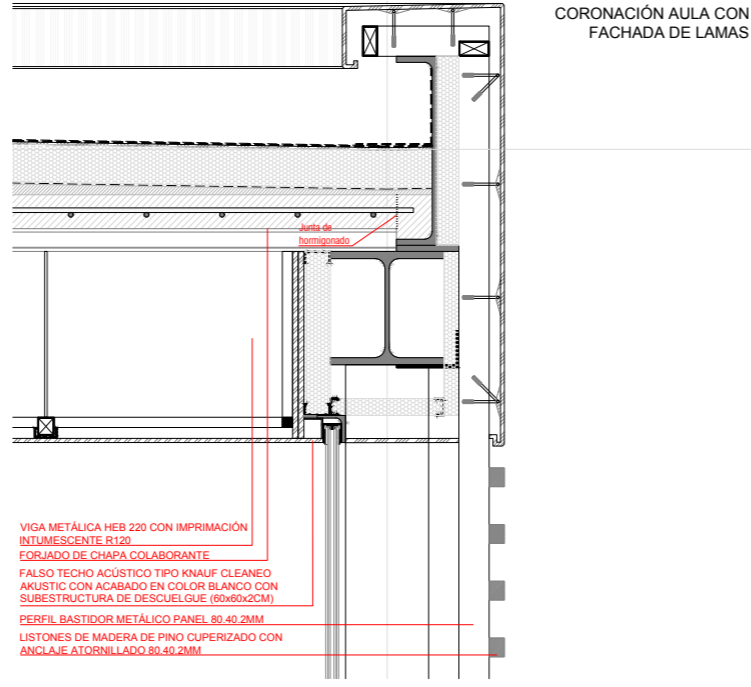 CORONACIÓN AULA CON
FACHADA DE LAMAS
Junta de
hormigonado
VIGA METÁLICA HEB 220 CON IMPRIMACIÓN
INTUMESCENTE R120
FORJADO DE CHAPA COLABORANTE
FALSO TECHO ACÚSTICO TIPO KNAUF CLEANEO
AKUSTIC CON ACABADO EN COLOR BLANCO CON
SUBESTRUCTURA DE DESCUELGUE (60x60x2CM)
PERFIL BASTIDOR METÁLICO PANEL 80.40.2MM
LISTONES DE MADERA DE PINO CUPERIZADO CON
ANCLAJE ATORNILLADO 80.40.2MM